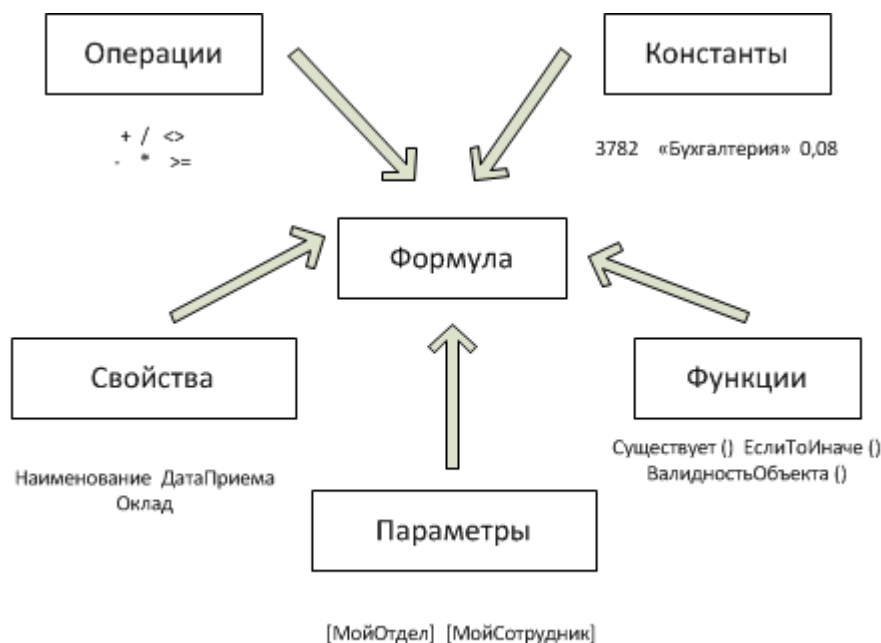 Операции
Константы
+ / <>
- * >=
3782 «Бухгалтерия» 0,08
Формула
Свойства
Функции
Существует () ЕслиТоИначе ()
ВалидностьОбъекта ()
Наименование ДатаПриема
Оклад
Параметры
[МойОтдел] [МойСотрудник]